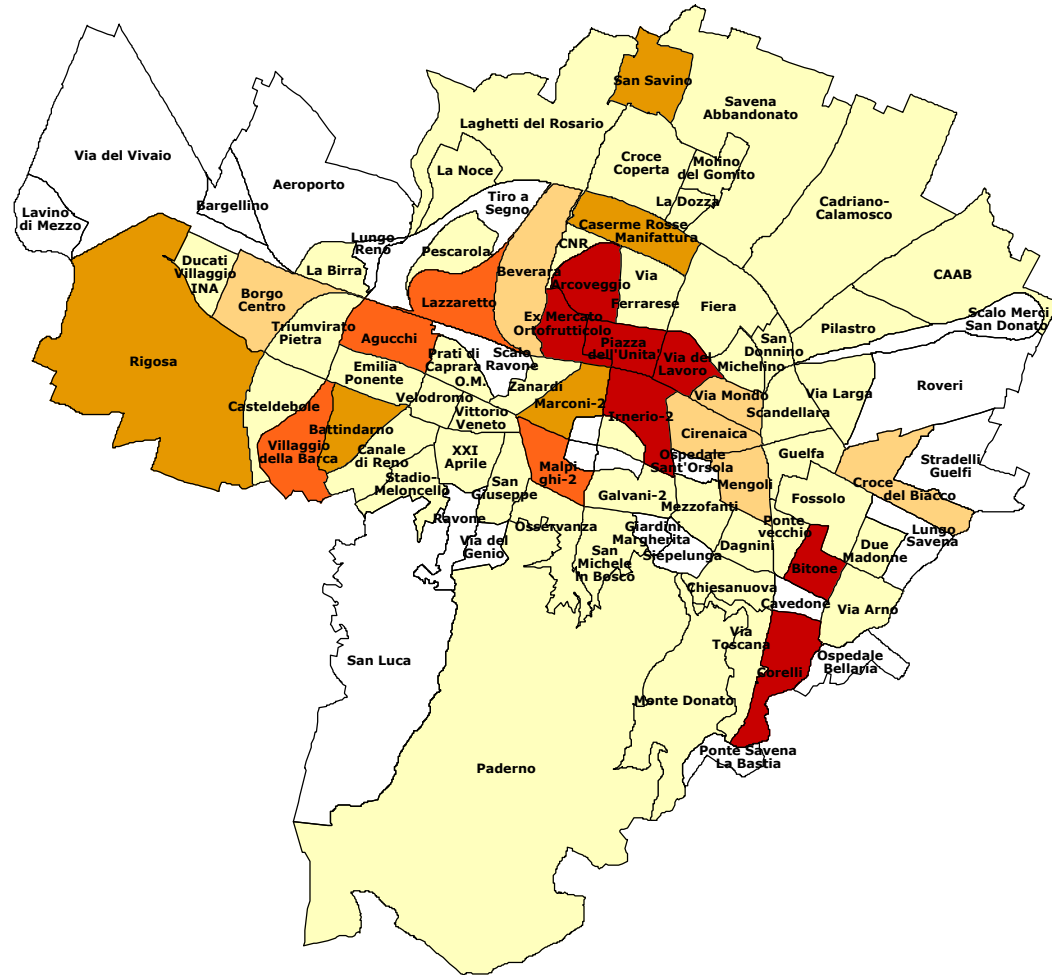 San Savino
Savena
Abbandonato
Laghetti del Rosario
Via del Vivaio
Croce
Coperta
Molino
del Gomito
La Noce
Aeroporto
Tiro a
Segno
La Dozza
Cadriano-
Calamosco
Bargellino
Lavino
di Mezzo
Caserme Rosse
Manifattura
Lungo
Reno
Pescarola
CNR
Ducati
Villaggio
INA
La Birra
Beverara
Arcoveggio
Via
Ferrarese
CAAB
Borgo
Centro
Lazzaretto
Fiera
Scalo Merci
San Donato
Triumvirato
Pietra
Ex Mercato
Ortofrutticolo
Pilastro
Agucchi
Piazza
dell'Unita'
San
Donnino
Rigosa
Prati di
Caprara
O.M.
Scalo
Ravone
Via del
Lavoro
Michelino
Emilia
Ponente
Zanardi
Roveri
Casteldebole
Velodromo
Marconi-2
Via Mondo
Via Larga
Vittorio
Veneto
Irnerio-2
Scandellara
Battindarno
Cirenaica
Villaggio
della Barca
Canale
di Reno
XXI
Aprile
Malpi
ghi-2
Ospedale
Sant'Orsola
Guelfa
Stradelli
Guelfi
Stadio-
Meloncello
San
Giuseppe
Galvani-2
Mengoli
Croce
del Biacco
Mezzofanti
Fossolo
Ravone
Osservanza
Giardini
Margherita
Ponte
vecchio
Lungo
Savena
Via del
Genio
San
Michele
In Bosco
Siepelunga
Dagnini
Due
Madonne
Bitone
Chiesanuova
Cavedone
Via Arno
Via
Toscana
San Luca
Ospedale
Bellaria
Sorelli
Monte Donato
Ponte Savena
La Bastia
Paderno